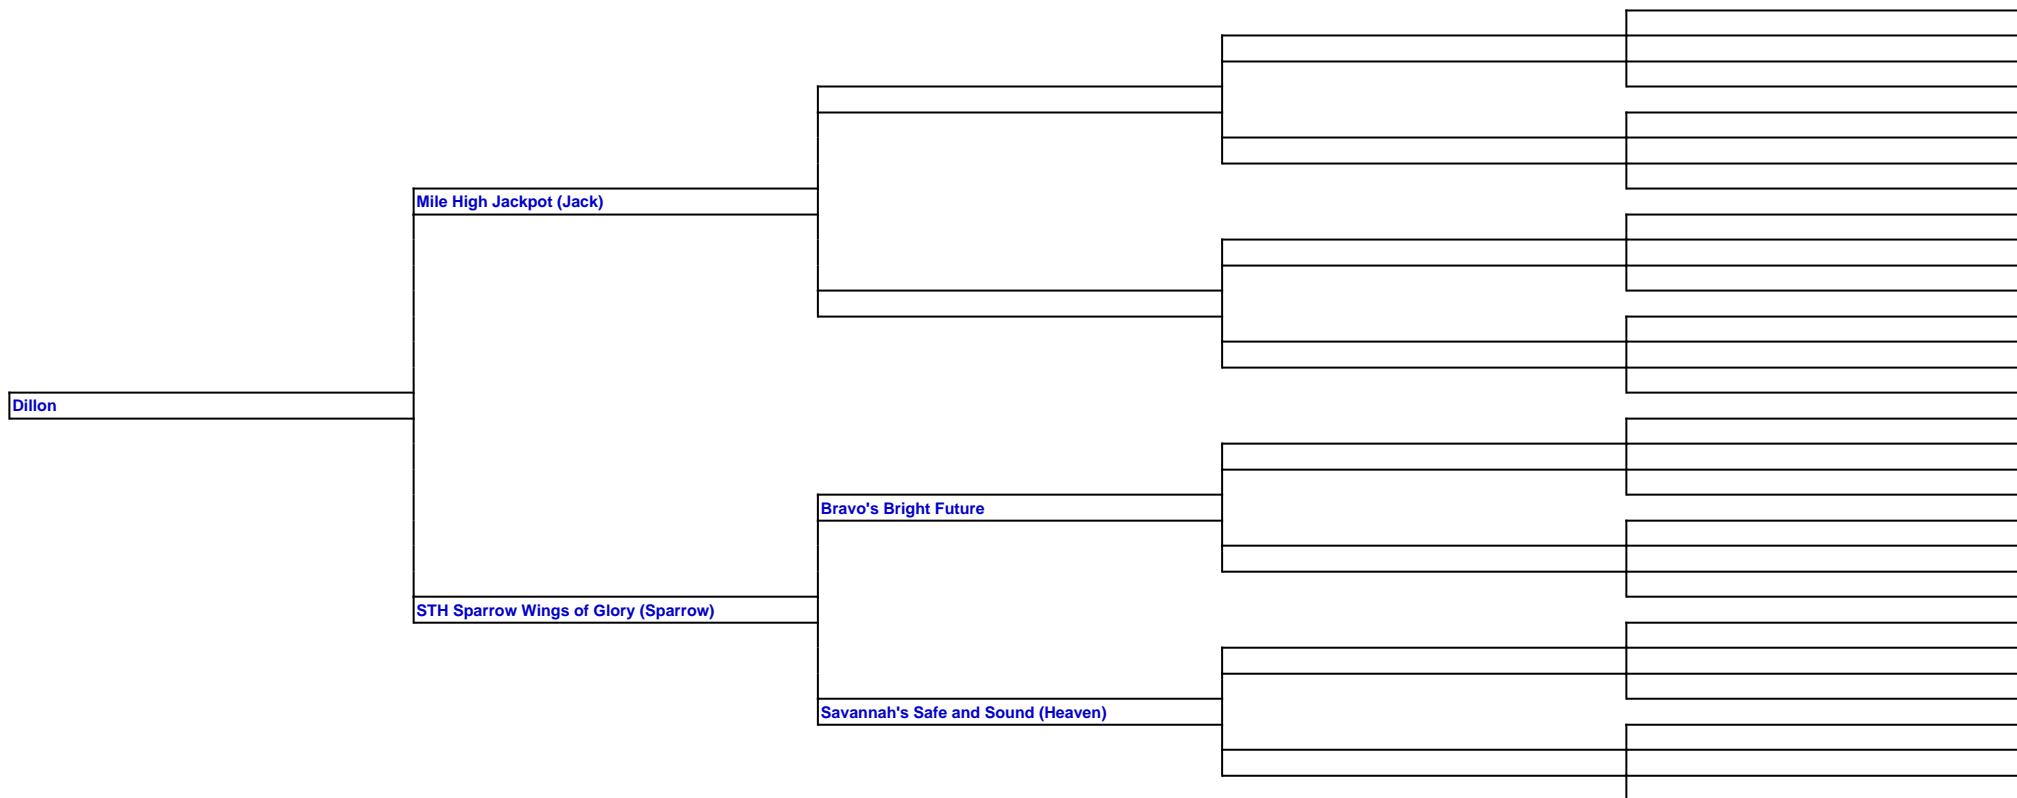 Mile High Jackpot (Jack)
Dillon
Bravo's Bright Future
STH Sparrow Wings of Glory (Sparrow)
Savannah's Safe and Sound (Heaven)